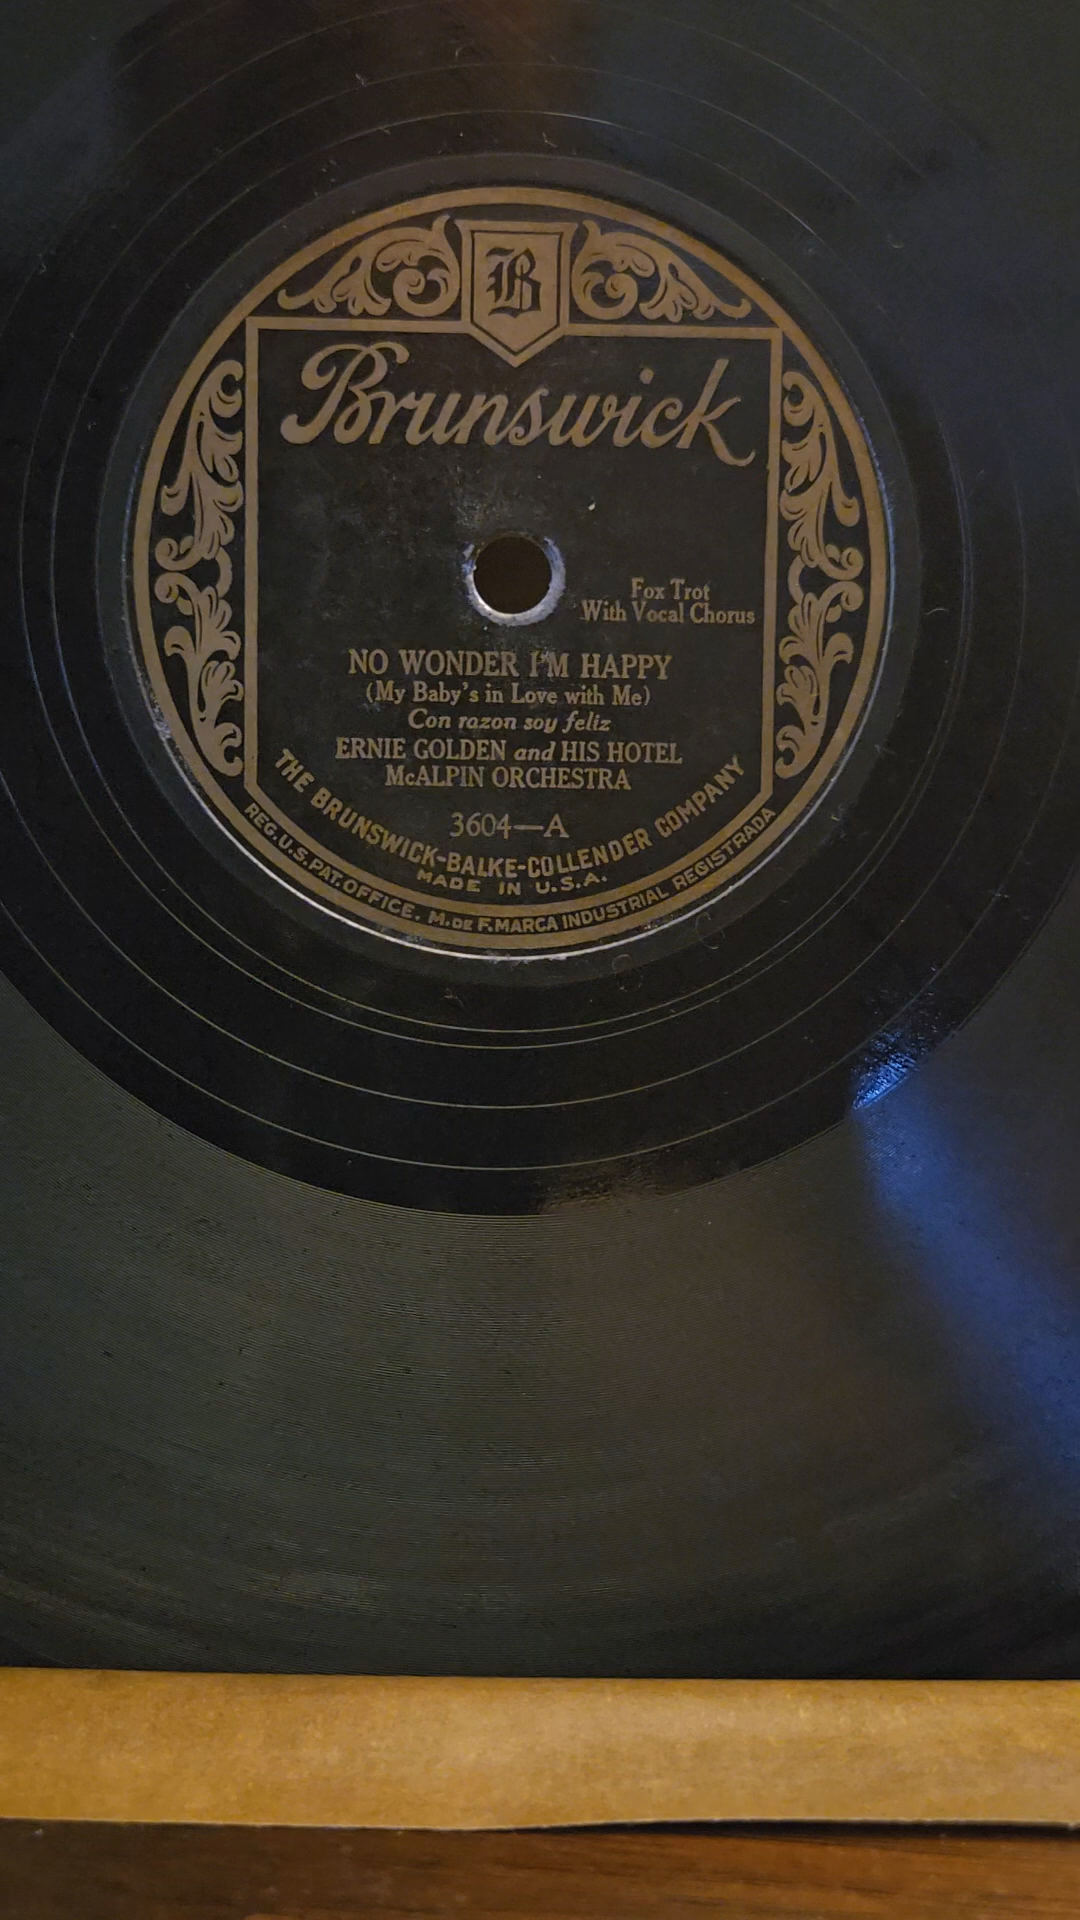 B
Brunswick
Fox Trot
With Vocal Chorus
NO WONDER I'M HAPPY
(My Baby's in Love with Me)
Con razon soy feliz
ERNIE GOLDEN and HIS HOTEL
McALPIN ORCHESTRA
3604—A
THE BRUNSWICK-BALKE-COLLENDER COMPANY
MADE IN U.S.A.
REG.U.S.PAT.OFFICE. M.DE F.MARCA INDUSTRIAL REGISTRADA